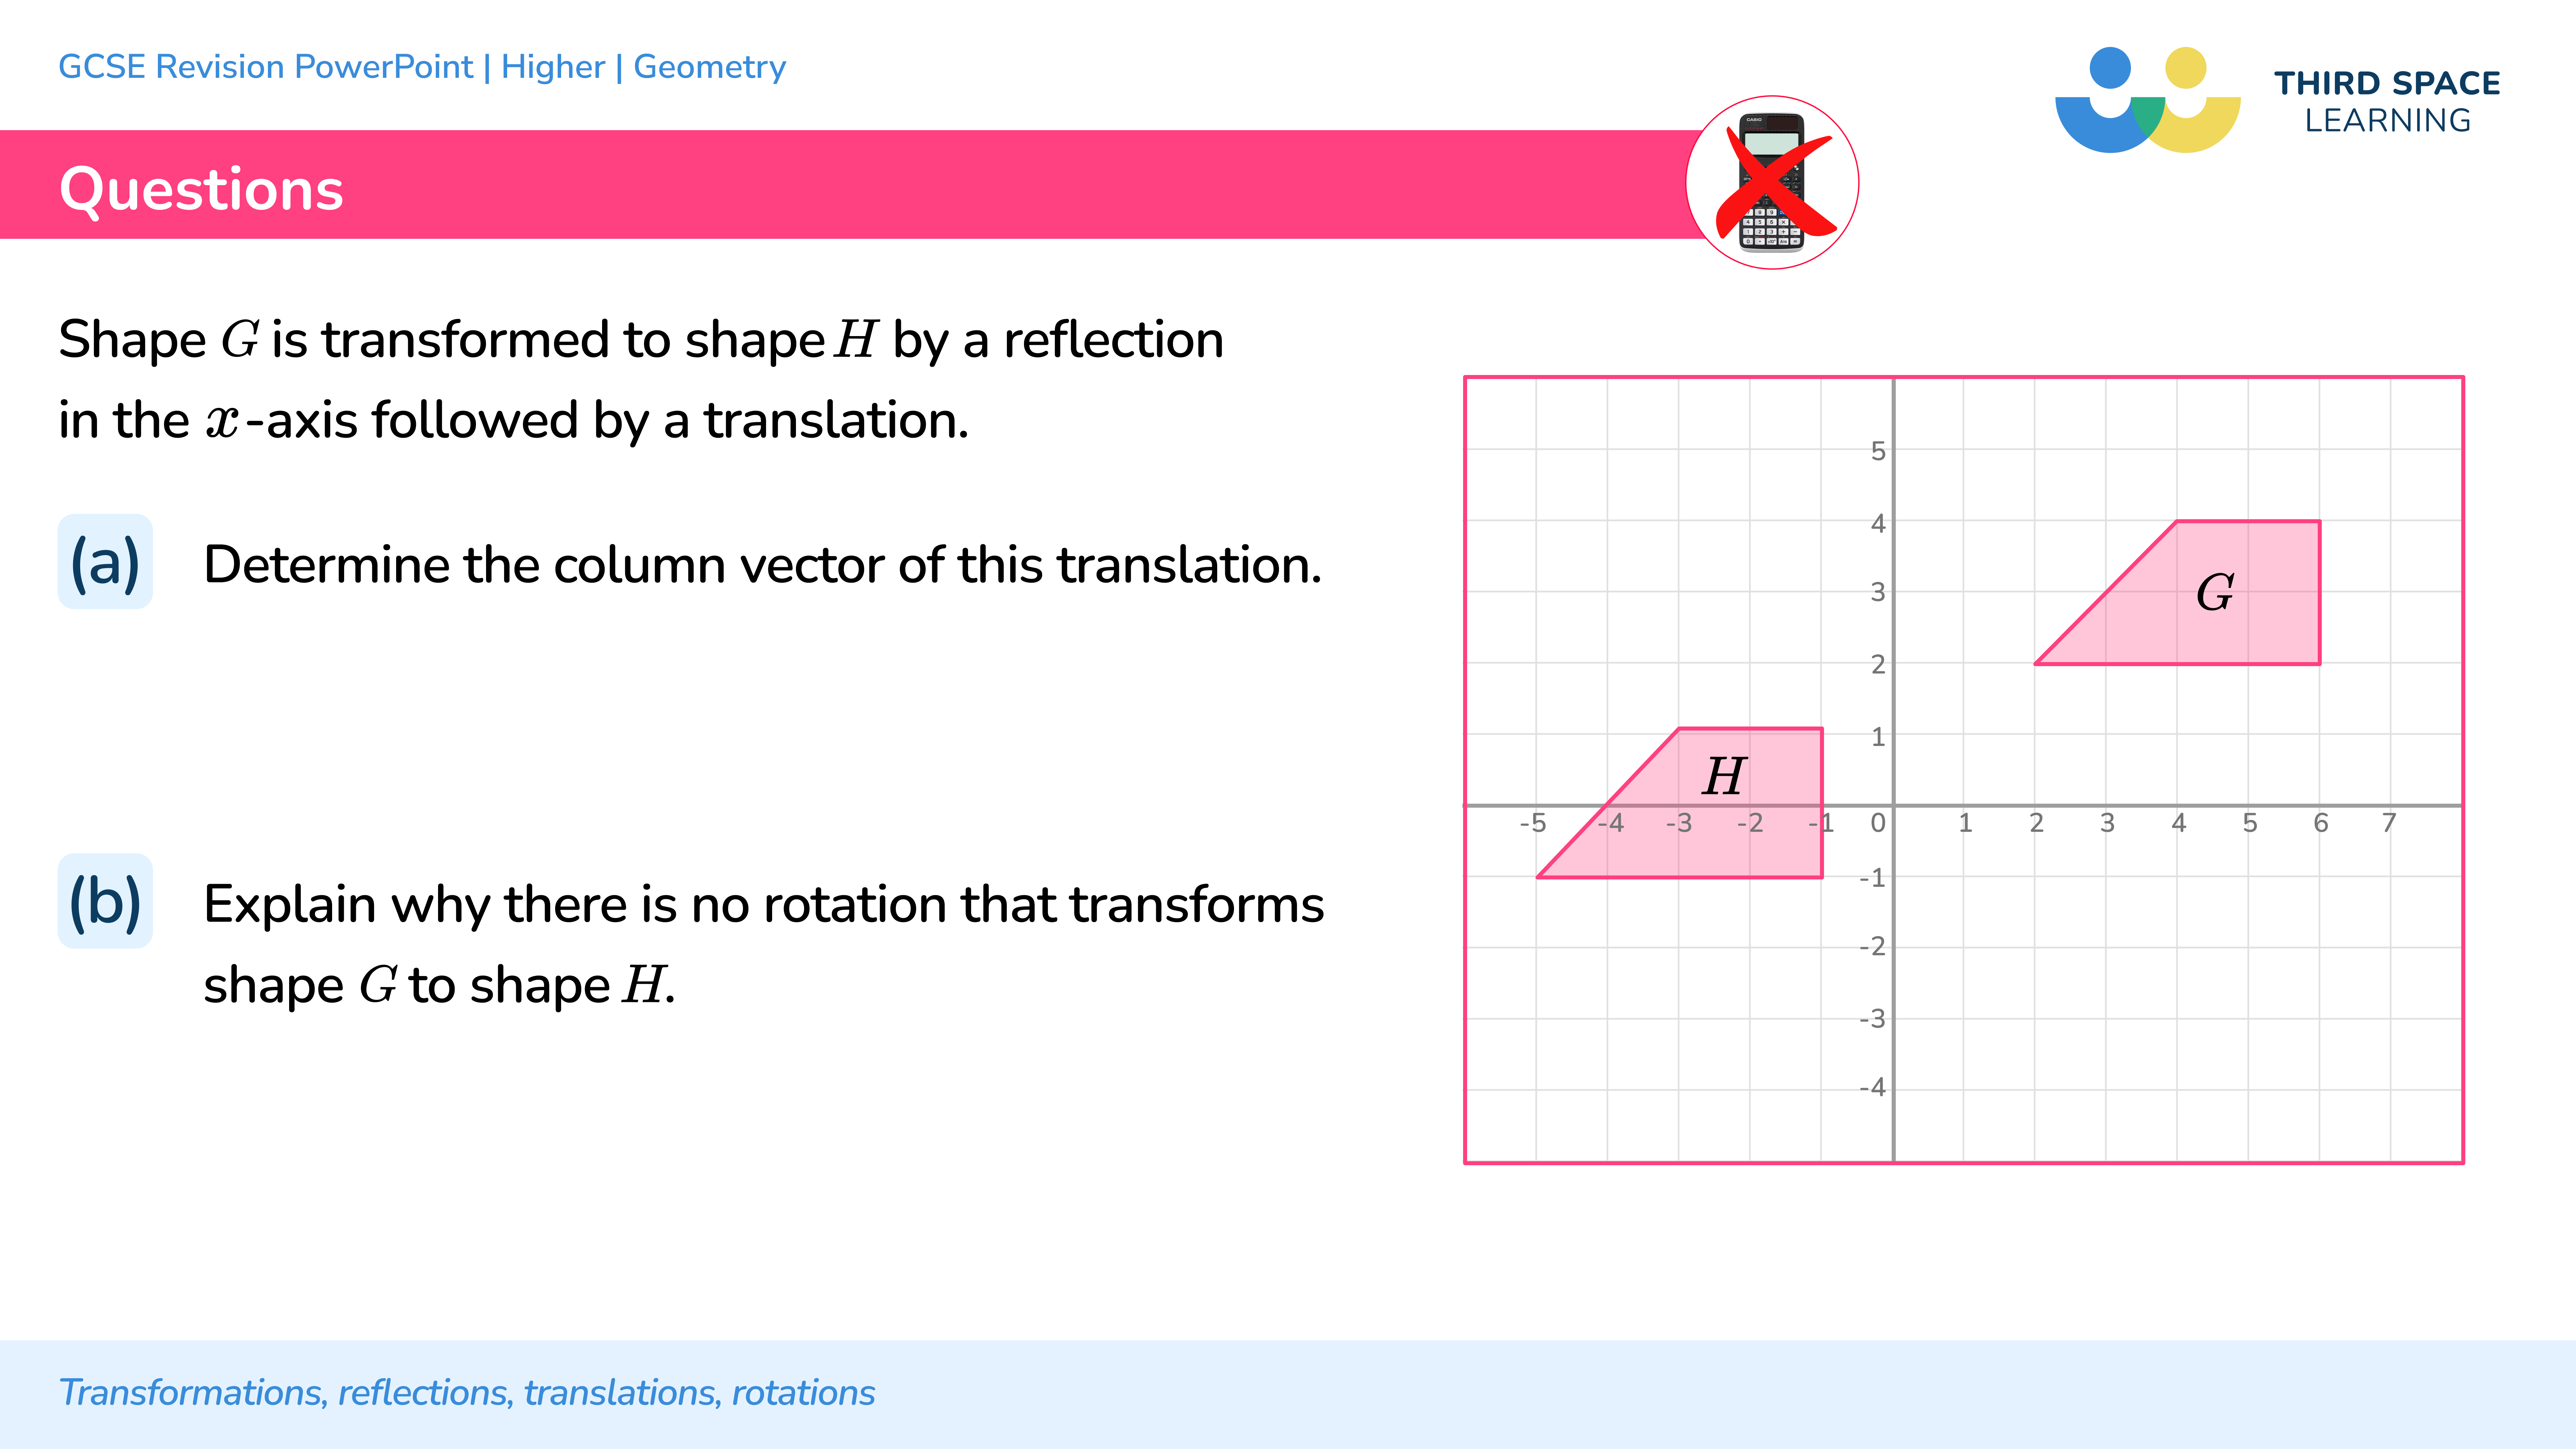 GCSE Revision PowerPoint | Higher | Geometry
THIRD SPACE
LEARNING
Questions
CASIO
Shape G is transformed to shape H by a reflection
in the x-axis followed by a translation.
(a) Determine the column vector of this translation.
(b) Explain why there is no rotation that transforms
shape G to shape H.
5
4
G
3
2
1
H
-5 -4 -3 -2 -1 0 1 2 3 4 5 6 7
-1
-2
-3
-4
Transformations, reflections, translations, rotations